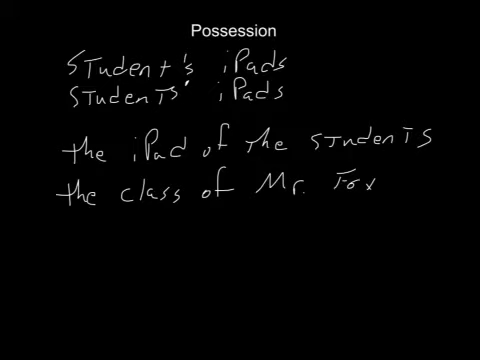 Possession
Student's iPads
Students' iPads
the iPad of the students
the class of Mr. Fox